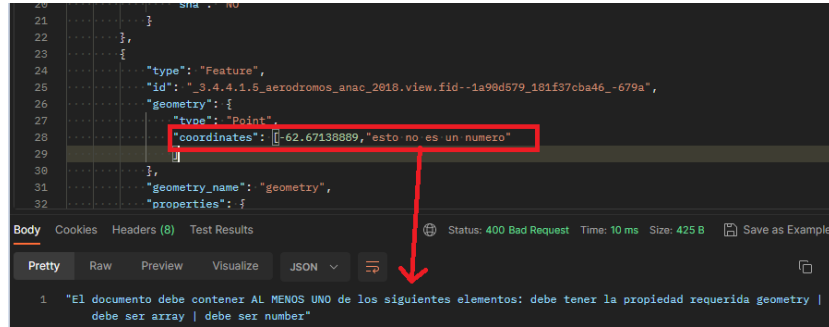 20 "sna": "NO"
21 }
22 },
23 {
24 "type": "Feature",
25 "id": "_3.4.4.1.5_aerodromos_anac_2018.view.fid--1a90d579_181f37cba46_-679a",
26 "geometry": {
27 "type": "Point",
28 "coordinates": [-62.67138889,"esto no es un numero"
29 ]
30 },
31 "geometry_name": "geometry",
32 "properties": {
Body Cookies Headers (8) Test Results Status: 400 Bad Request Time: 10 ms Size: 425 B Save as Example
Pretty Raw Preview Visualize JSON
1 "El documento debe contener AL MENOS UNO de los siguientes elementos: debe tener la propiedad requerida geometry |
debe ser array | debe ser number"